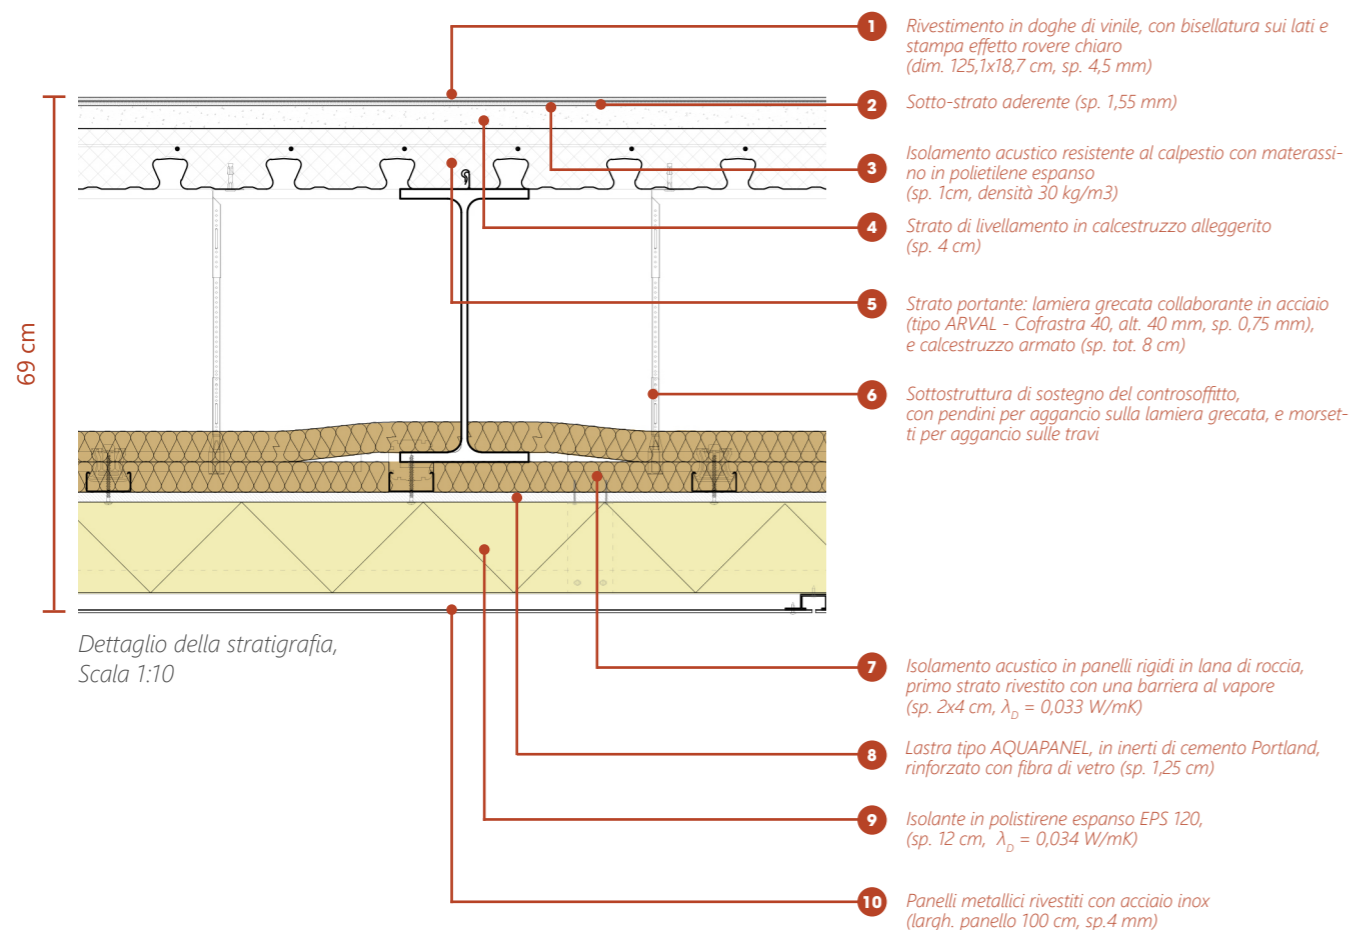 1 Rivestimento in doghe di vinile, con bisellatura sui lati e
stampa effetto rovere chiaro
(dim. 125,1x18,7 cm, sp. 4,5 mm)
2 Sotto-strato aderente (sp. 1,55 mm)
3 Isolamento acustico resistente al calpestio con materassi-
no in polietilene espanso
(sp. 1cm, densità 30 kg/m3)
4 Strato di livellamento in calcestruzzo alleggerito
(sp. 4 cm)
5 Strato portante: lamiera grecata collaborante in acciaio
(tipo ARVAL - Cofrastra 40, alt. 40 mm, sp. 0,75 mm),
e calcestruzzo armato (sp. tot. 8 cm)
6 Sottostruttura di sostegno del controsoffitto,
con pendini per aggancio sulla lamiera grecata, e morset-
ti per aggancio sulle travi
69 cm
Dettaglio della stratigrafia,
Scala 1:10
7 Isolamento acustico in panelli rigidi in lana di roccia,
primo strato rivestito con una barriera al vapore
(sp. 2x4 cm, λD = 0,033 W/mK)
8 Lastra tipo AQUAPANEL, in inerti di cemento Portland,
rinforzato con fibra di vetro (sp. 1,25 cm)
9 Isolante in polistirene espanso EPS 120,
(sp. 12 cm, λD = 0,034 W/mK)
10 Panelli metallici rivestiti con acciaio inox
(largh. panello 100 cm, sp.4 mm)